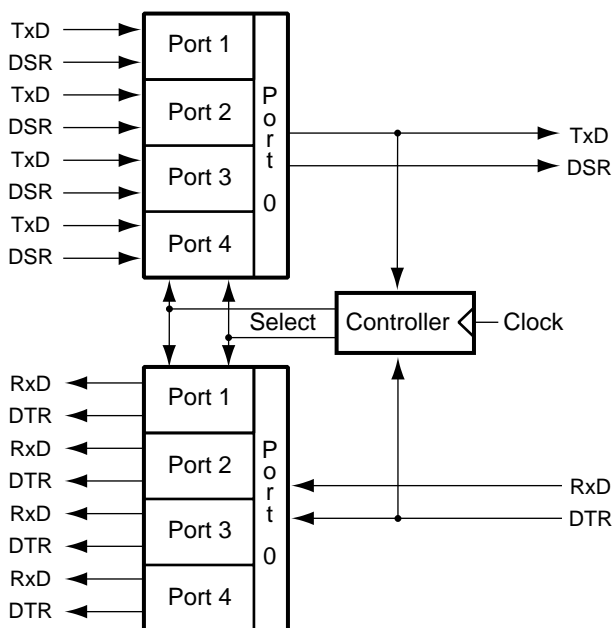 TxD
DSR
TxD
DSR
TxD
DSR
TxD
DSR
Port 1
Port 2
Port 3
Port 4
Port 0
TxD
DSR
Select
Controller
Clock
RxD
DTR
RxD
DTR
RxD
DTR
RxD
DTR
Port 1
Port 2
Port 3
Port 4
Port 0
RxD
DTR